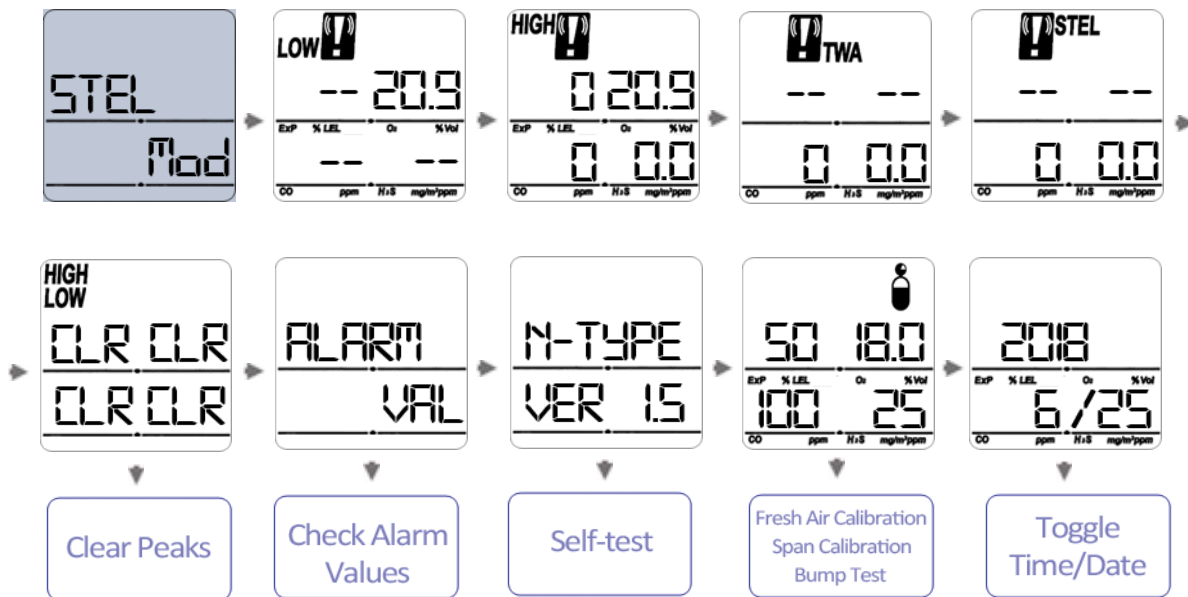 STEL
Mod
LOW
-- 20.9
ExP % LEL O₂ % Vol
-- --
CO ppm H₂S mg/m³ppm
HIGH
0 20.9
ExP % LEL O₂ % Vol
0 0.0
CO ppm H₂S mg/m³ppm
TWA
-- --
0 0.0
CO ppm H₂S mg/m³ppm
STEL
-- --
0 0.0
CO ppm H₂S mg/m³ppm
HIGH
LOW
CLR CLR
CLR CLR
Clear Peaks
ALARM
VAL
Check Alarm
Values
N-TYPE
VER 1.5
Self-test
50 18.0
ExP % LEL O₂ % Vol
100 25
CO ppm H₂S mg/m³ppm
Fresh Air Calibration
Span Calibration
Bump Test
2018
ExP % LEL O₂ % Vol
6/25
CO ppm H₂S mg/m³ppm
Toggle
Time/Date